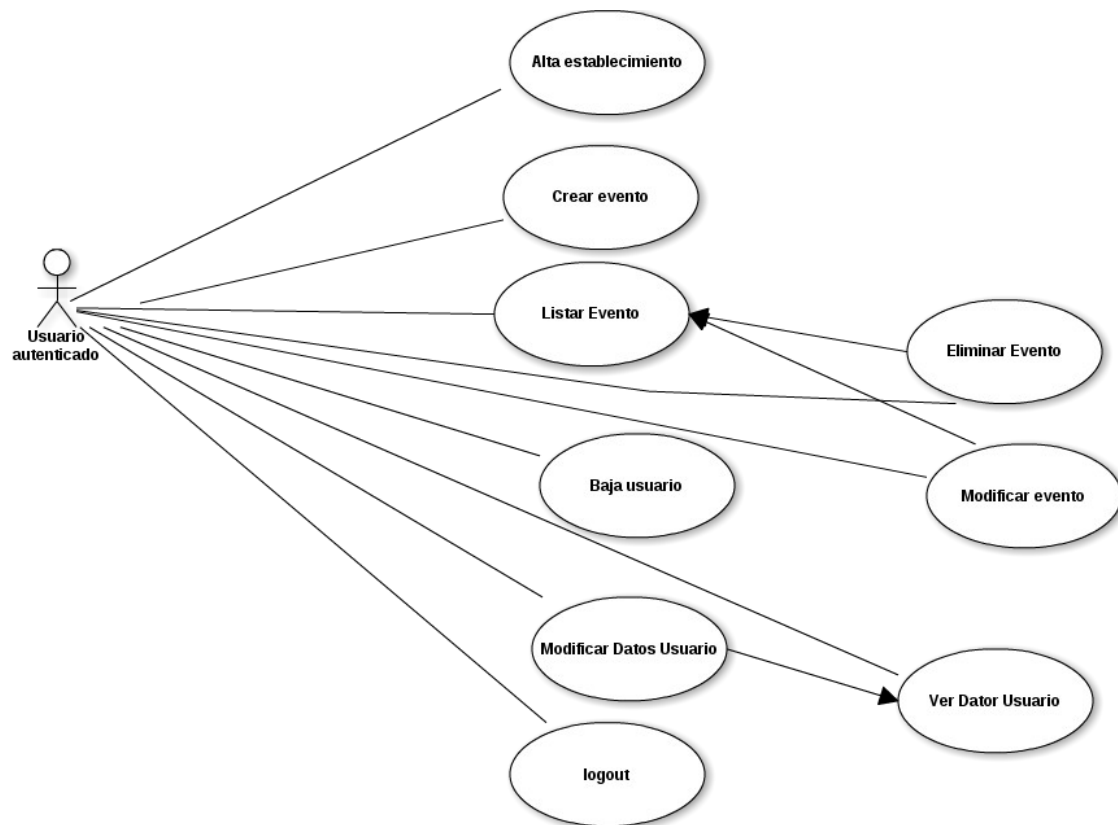 Alta establecimiento
Crear evento
Usuario
autenticado
Listar Evento
Eliminar Evento
Baja usuario
Modificar evento
Modificar Datos Usuario
Ver Dator Usuario
logout